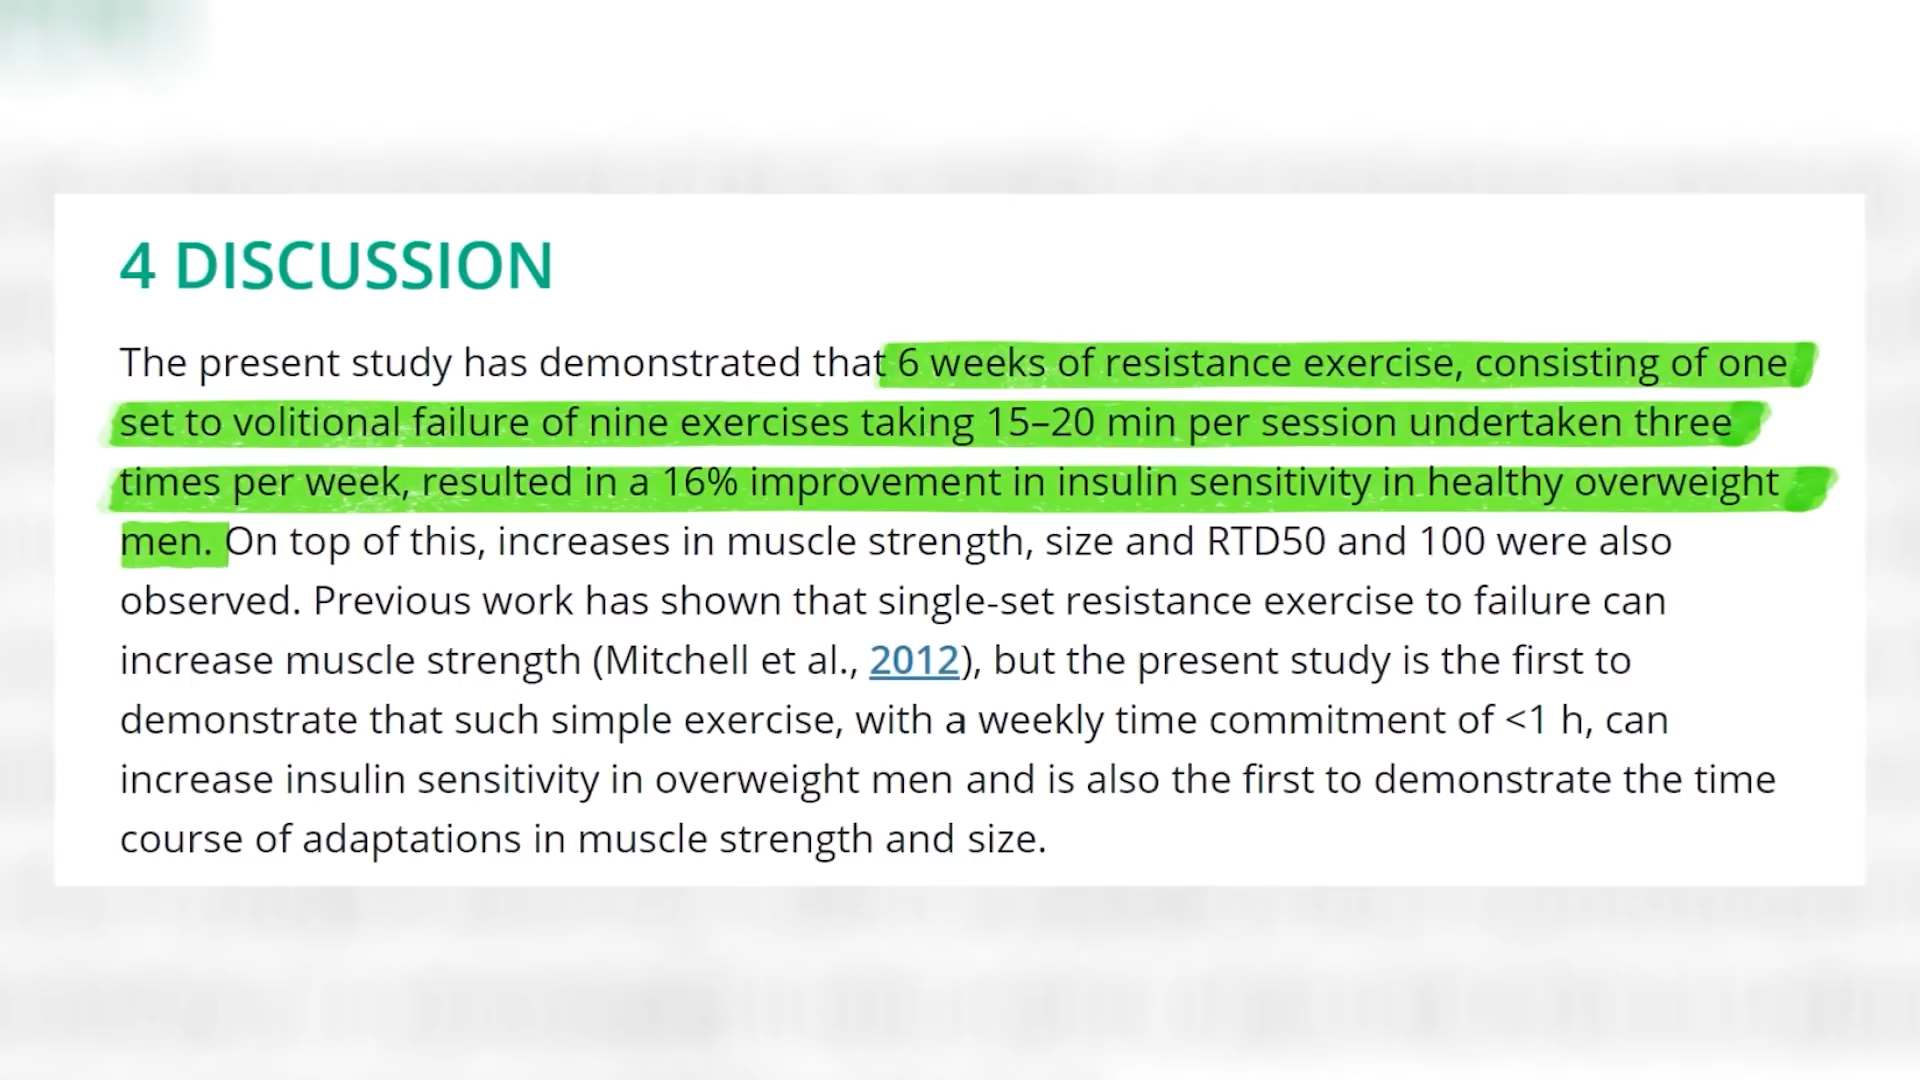 4 DISCUSSION
The present study has demonstrated that 6 weeks of resistance exercise, consisting of one
set to volitional failure of nine exercises taking 15–20 min per session undertaken three
times per week, resulted in a 16% improvement in insulin sensitivity in healthy overweight
men. On top of this, increases in muscle strength, size and RTD50 and 100 were also
observed. Previous work has shown that single-set resistance exercise to failure can
increase muscle strength (Mitchell et al., 2012), but the present study is the first to
demonstrate that such simple exercise, with a weekly time commitment of <1 h, can
increase insulin sensitivity in overweight men and is also the first to demonstrate the time
course of adaptations in muscle strength and size.